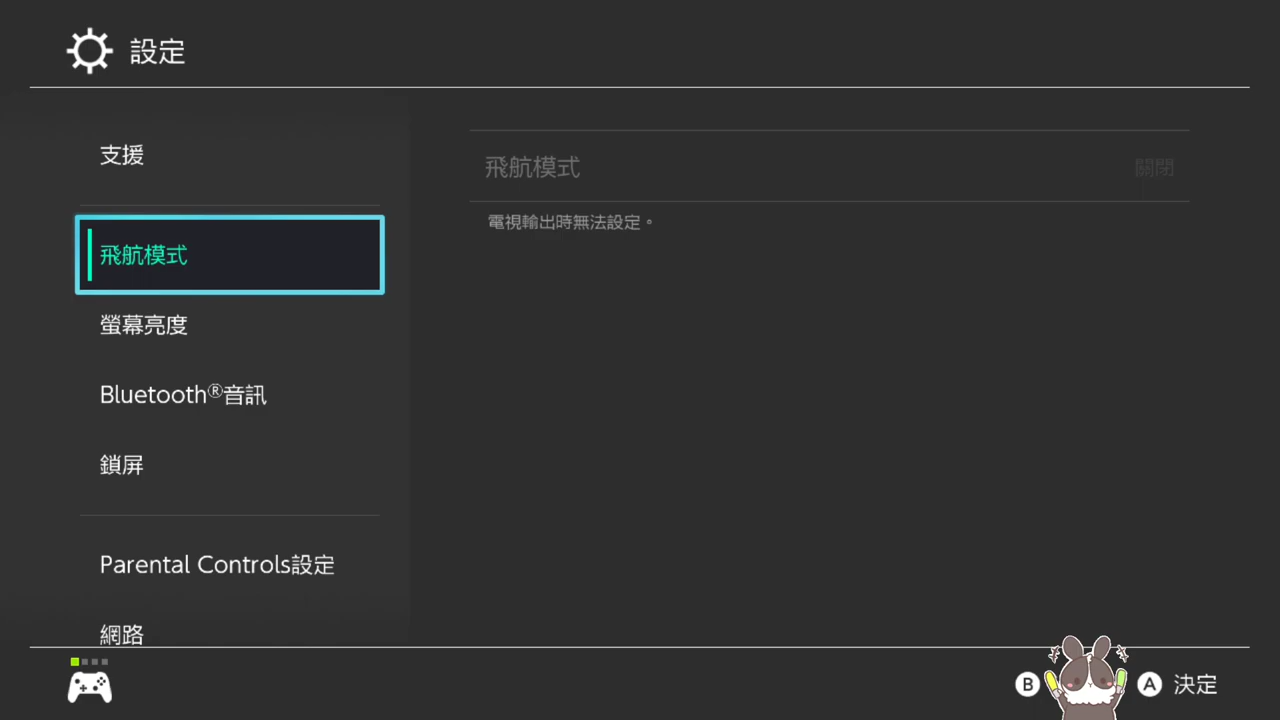 設定
支援
飛航模式
螢幕亮度
Bluetooth®音訊
鎖屏
Parental Controls設定
網路
飛航模式
關閉
電視輸出時無法設定。
B
A 決定